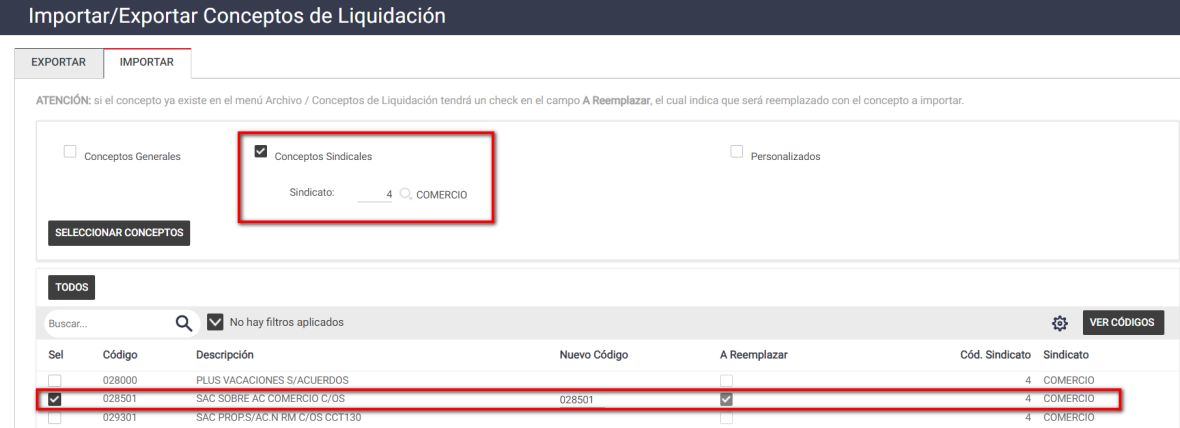 Importar/Exportar Conceptos de Liquidación
EXPORTAR IMPORTAR
ATENCIÓN: si el concepto ya existe en el menú Archivo / Conceptos de Liquidación tendrá un check en el campo A Reemplazar, el cual indica que será reemplazado con el concepto a importar.
Conceptos Generales Conceptos Sindicales Personalizados
Sindicato: 4 COMERCIO
SELECCIONAR CONCEPTOS
TODOS
Buscar... No hay filtros aplicados VER CÓDIGOS
Sel Código Descripción Nuevo Código A Reemplazar Cód. Sindicato Sindicato
028000 PLUS VACACIONES S/ACUERDOS 4 COMERCIO
028501 SAC SOBRE AC COMERCIO C/OS 028501 4 COMERCIO
029301 SAC PROP.S/AC.N RM C/OS CCT130 4 COMERCIO